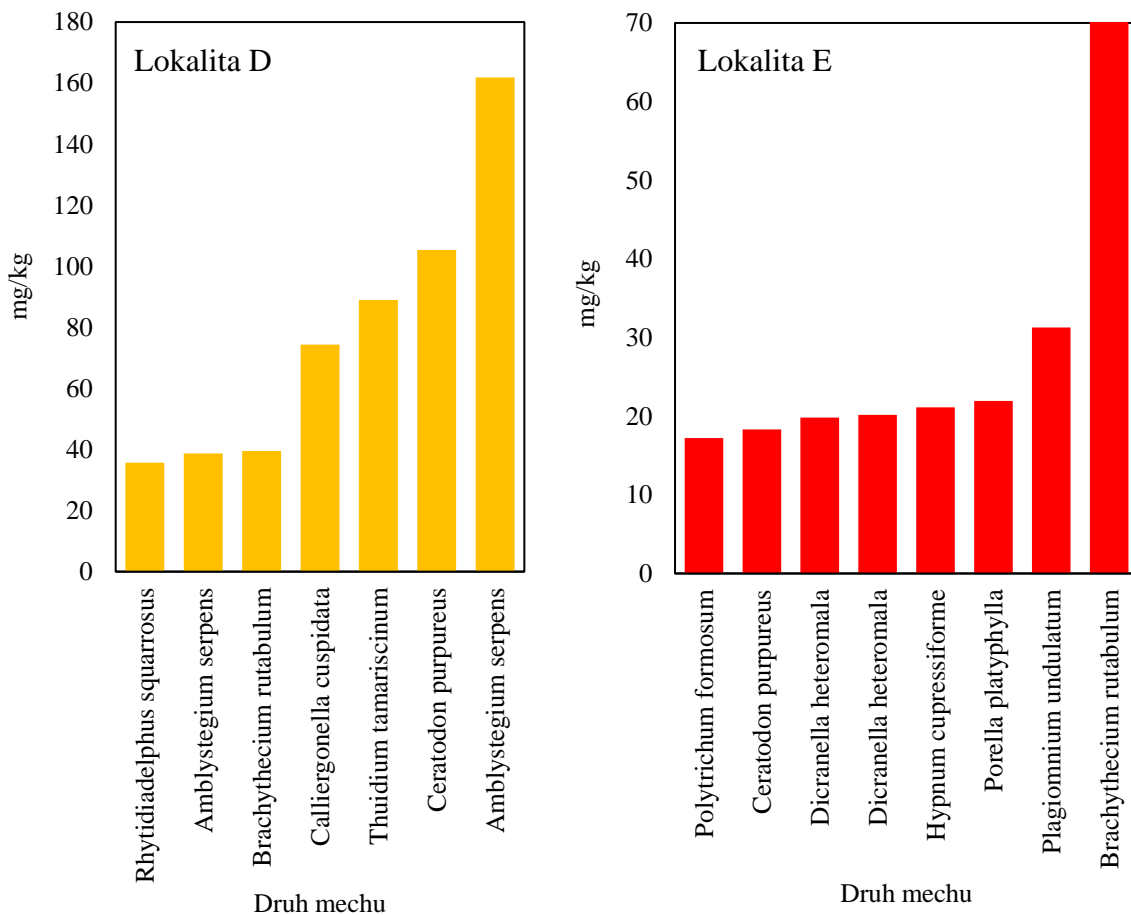 Lokalita D
mg/kg
180
160
140
120
100
80
60
40
20
0
Rhytidiadelphus squarrosus
Amblystegium serpens
Brachythecium rutabulum
Calliergonella cuspidata
Thuidium tamariscinum
Ceratodon purpureus
Amblystegium serpens
Druh mechu
Lokalita E
mg/kg
70
60
50
40
30
20
10
0
Polytrichum formosum
Ceratodon purpureus
Dicranella heteromala
Dicranella heteromala
Hypnum cupressiforme
Porella platyphylla
Plagiomnium undulatum
Brachythecium rutabulum
Druh mechu